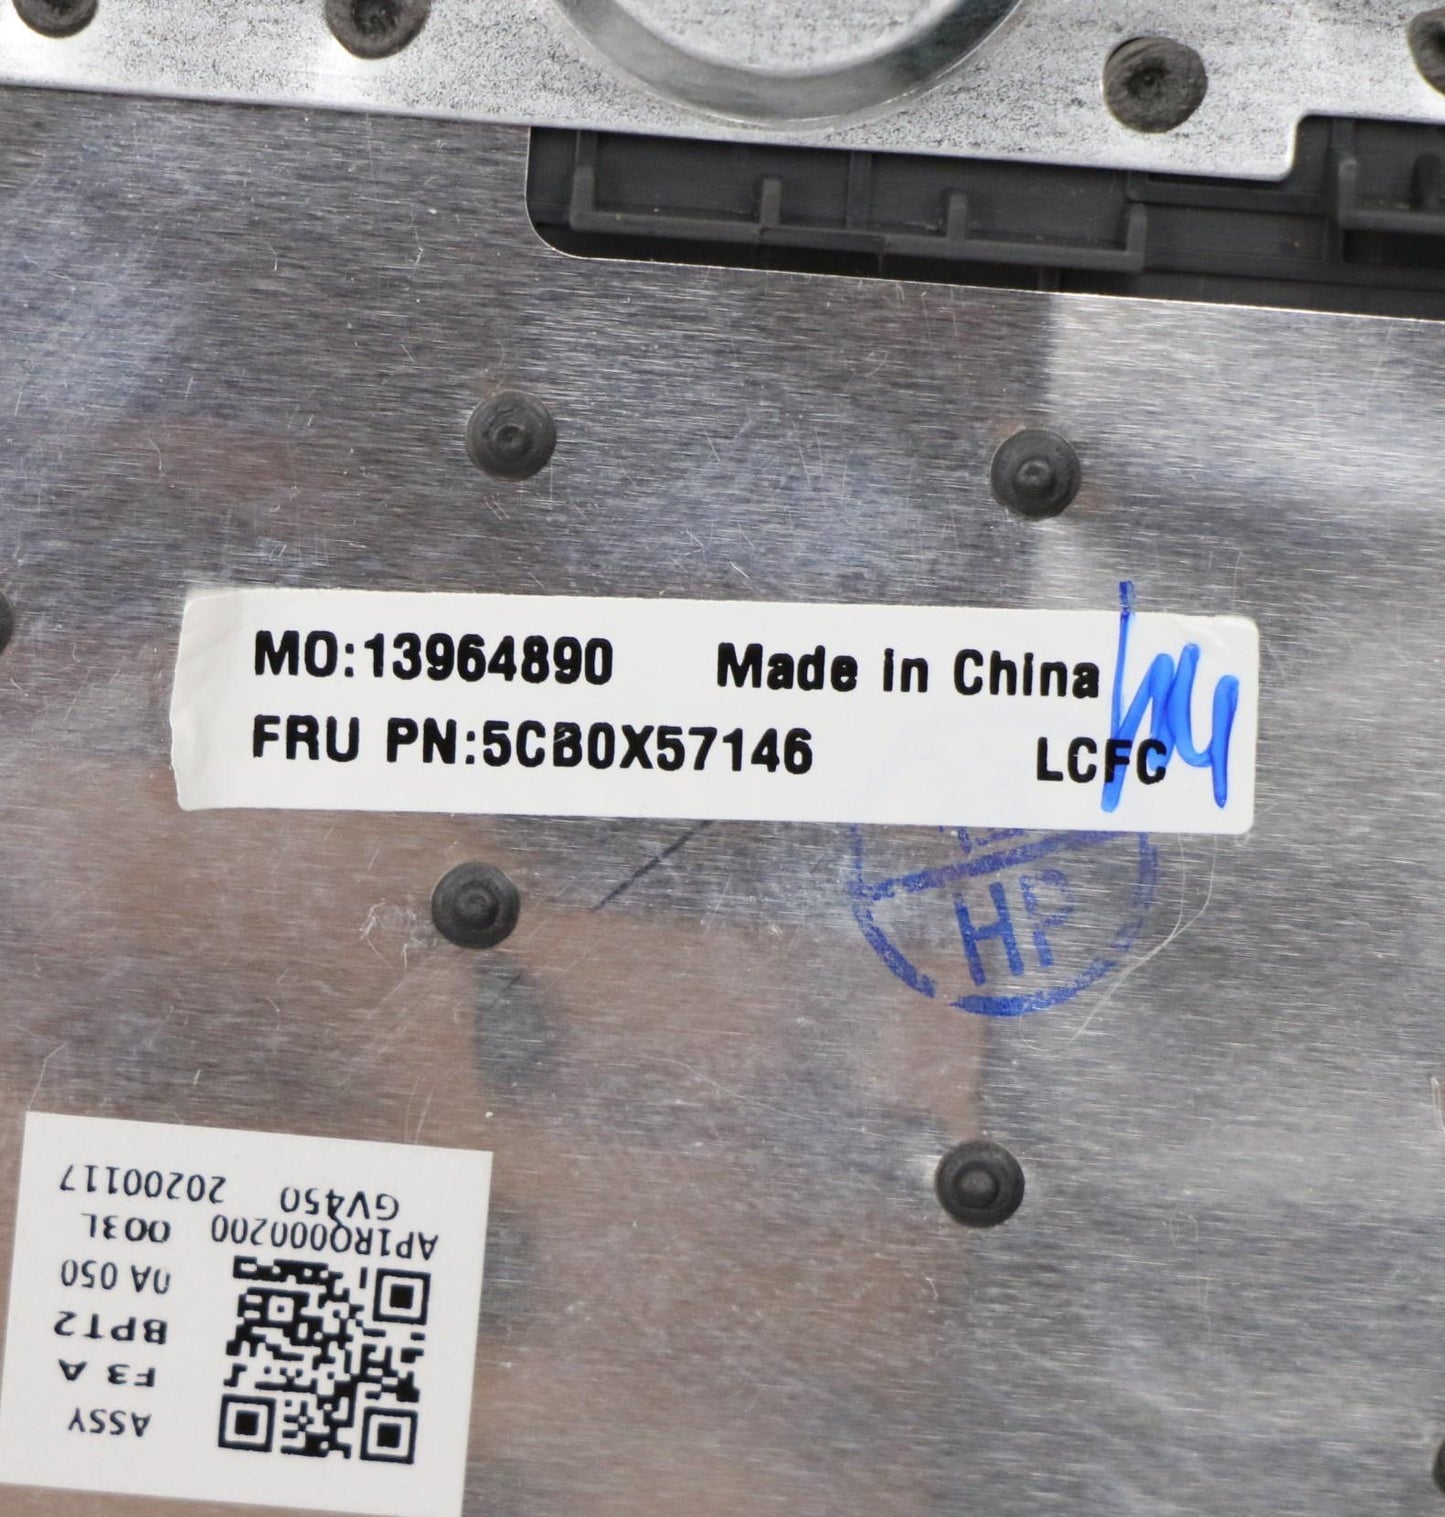 MO:13964890 Made in China
FRU PN:5CB0X57146 LCFC
HP
GV450 20200117
AP1RQ000200 003L
0A 050
BPT2
F3 A
ASSY